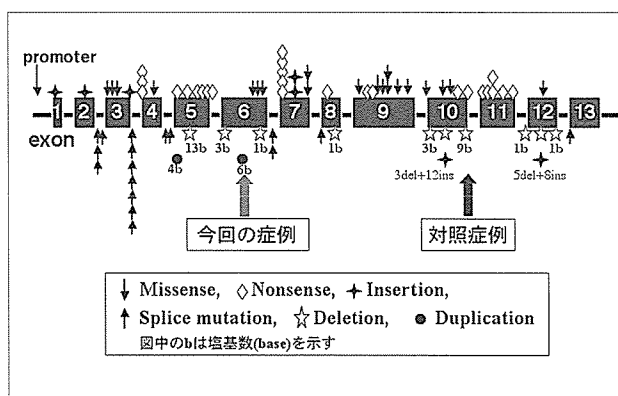 promoter
1 2 3 4 5 6 7 8 9 10 11 12 13
exon
13b 3b 1b 1b 3b 9b 1b 1b
4b 6b 3del+12ins 5del+8ins
今回の症例 対照症例
Missense, Nonsense, Insertion,
Splice mutation, Deletion, Duplication
図中のbは塩基数(base)を示す